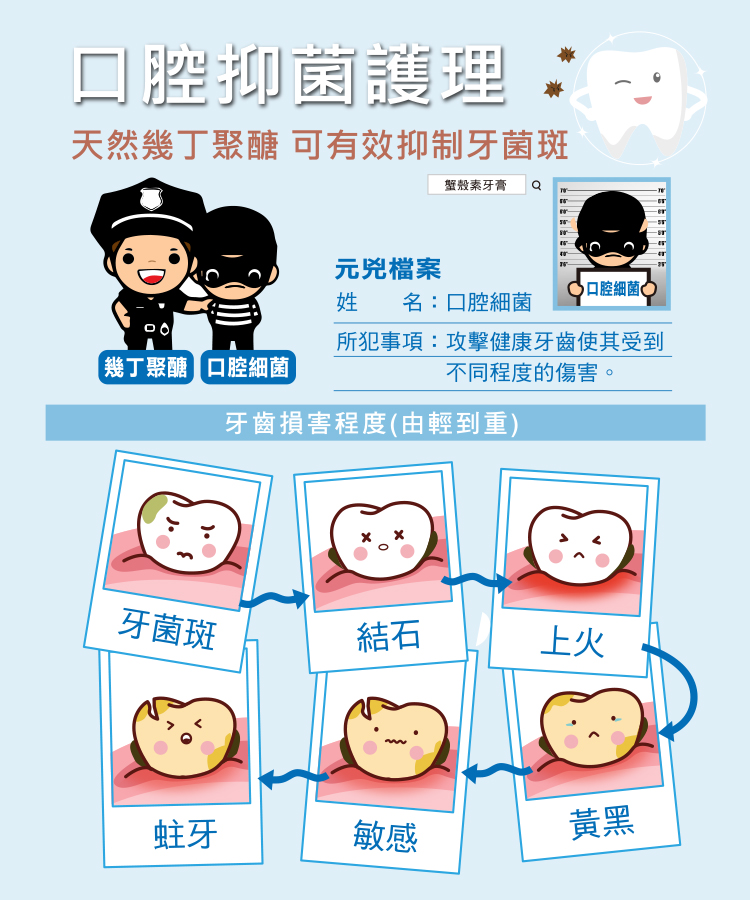 口腔抑菌護理
天然幾丁聚醣 可有效抑制牙菌斑
蟹殼素牙膏
口腔細菌
元兇檔案
姓 名：口腔細菌
所犯事項：攻擊健康牙齒使其受到
不同程度的傷害。
幾丁聚醣 口腔細菌
牙齒損害程度(由輕到重)
牙菌斑
結石
上火
黃黑
敏感
蛀牙